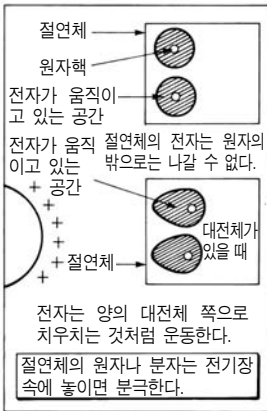 절연체
원자핵
전자가 움직이
고 있는 공간
절연체의 전자는 원자의
밖으로는 나갈 수 없다.
전자가 움직
이고 있는
공간
+
+
+
+
+
+
+
대전체가
있을 때
절연체
전자는 양의 대전체 쪽으로
치우치는 것처럼 운동한다.
절연체의 원자나 분자는 전기장
속에 놓이면 분극한다.